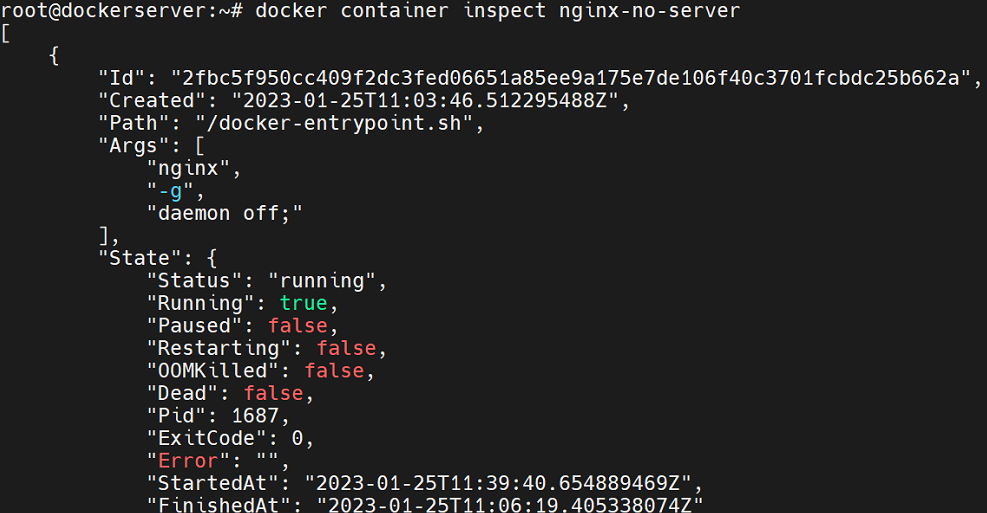 root@dockerserver:~# docker container inspect nginx-no-server
[
    {
        "Id": "2fbc5f950cc409f2dc3fed06651a85ee9a175e7de106f40c3701fcbdc25b662a",
        "Created": "2023-01-25T11:03:46.512295488Z",
        "Path": "/docker-entrypoint.sh",
        "Args": [
            "nginx",
            "-g",
            "daemon off;"
        ],
        "State": {
            "Status": "running",
            "Running": true,
            "Paused": false,
            "Restarting": false,
            "OOMKilled": false,
            "Dead": false,
            "Pid": 1687,
            "ExitCode": 0,
            "Error": "",
            "StartedAt": "2023-01-25T11:39:40.654889469Z",
            "FinishedAt": "2023-01-25T11:06:19.405338074Z"